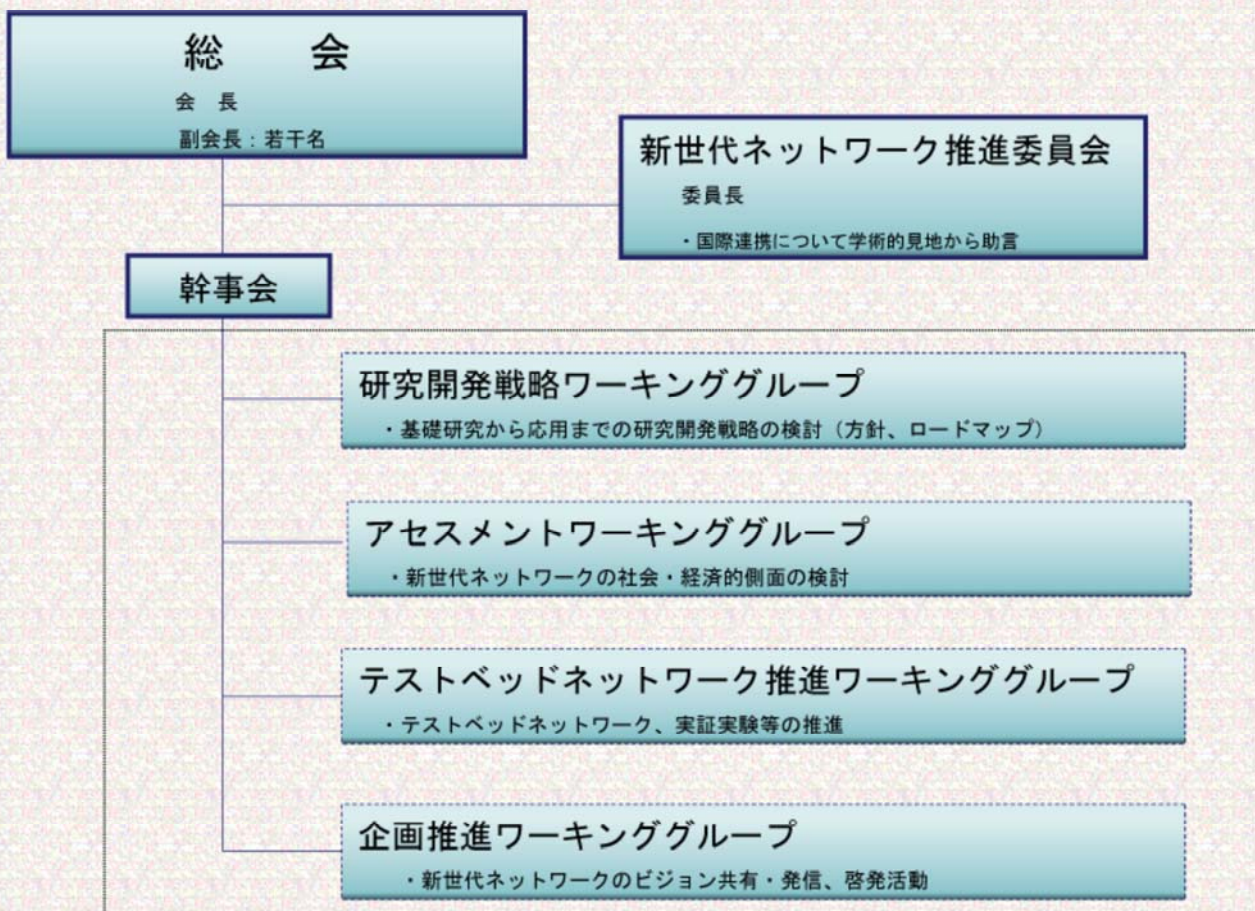 総　会
会　長
副会長：若干名
新世代ネットワーク推進委員会
委員長
・国際連携について学術的見地から助言
幹事会
研究開発戦略ワーキンググループ
・基礎研究から応用までの研究開発戦略の検討（方針、ロードマップ）
アセスメントワーキンググループ
・新世代ネットワークの社会・経済的側面の検討
テストベッドネットワーク推進ワーキンググループ
・テストベッドネットワーク、実証実験等の推進
企画推進ワーキンググループ
・新世代ネットワークのビジョン共有・発信、啓発活動